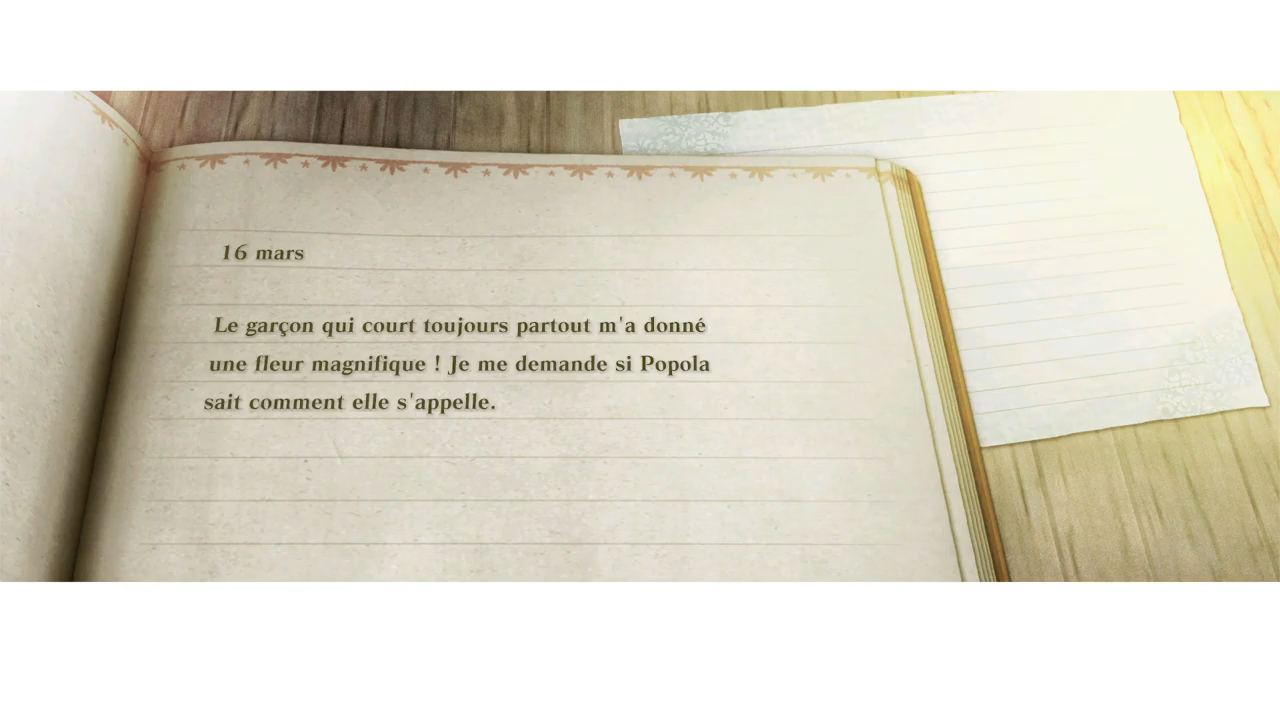 16 mars
Le garçon qui court toujours partout m'a donné
une fleur magnifique ! Je me demande si Popola
sait comment elle s'appelle.